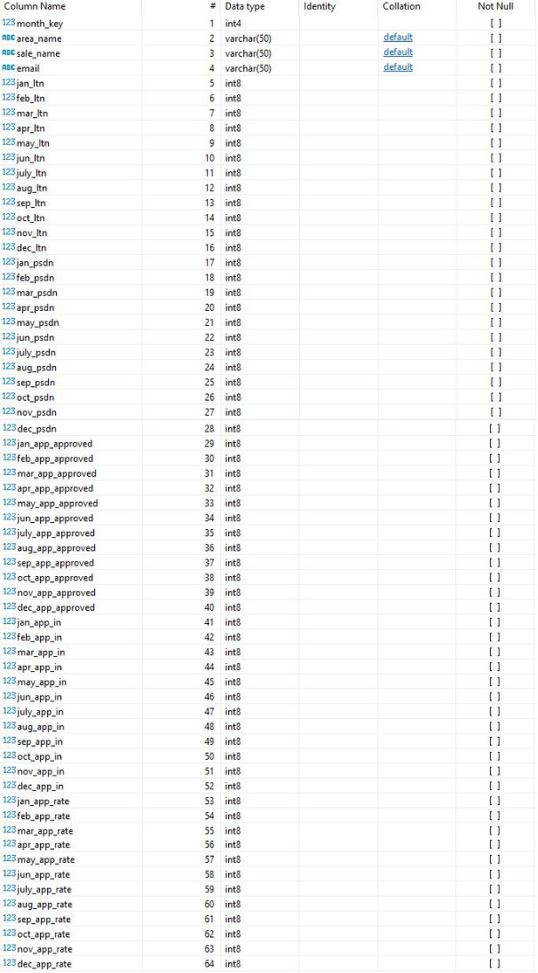 Column Name # Data type Identity Collation Not Null
123 month_key 1 int4 [ ]
ABC area_name 2 varchar(50) default [ ]
ABC sale_name 3 varchar(50) default [ ]
ABC email 4 varchar(50) default [ ]
123 jan_ltn 5 int8 [ ]
123 feb_ltn 6 int8 [ ]
123 mar_ltn 7 int8 [ ]
123 apr_ltn 8 int8 [ ]
123 may_ltn 9 int8 [ ]
123 jun_ltn 10 int8 [ ]
123 july_ltn 11 int8 [ ]
123 aug_ltn 12 int8 [ ]
123 sep_ltn 13 int8 [ ]
123 oct_ltn 14 int8 [ ]
123 nov_ltn 15 int8 [ ]
123 dec_ltn 16 int8 [ ]
123 jan_psdn 17 int8 [ ]
123 feb_psdn 18 int8 [ ]
123 mar_psdn 19 int8 [ ]
123 apr_psdn 20 int8 [ ]
123 may_psdn 21 int8 [ ]
123 jun_psdn 22 int8 [ ]
123 july_psdn 23 int8 [ ]
123 aug_psdn 24 int8 [ ]
123 sep_psdn 25 int8 [ ]
123 oct_psdn 26 int8 [ ]
123 nov_psdn 27 int8 [ ]
123 dec_psdn 28 int8 [ ]
123 jan_app_approved 29 int8 [ ]
123 feb_app_approved 30 int8 [ ]
123 mar_app_approved 31 int8 [ ]
123 apr_app_approved 32 int8 [ ]
123 may_app_approved 33 int8 [ ]
123 jun_app_approved 34 int8 [ ]
123 july_app_approved 35 int8 [ ]
123 aug_app_approved 36 int8 [ ]
123 sep_app_approved 37 int8 [ ]
123 oct_app_approved 38 int8 [ ]
123 nov_app_approved 39 int8 [ ]
123 dec_app_approved 40 int8 [ ]
123 jan_app_in 41 int8 [ ]
123 feb_app_in 42 int8 [ ]
123 mar_app_in 43 int8 [ ]
123 apr_app_in 44 int8 [ ]
123 may_app_in 45 int8 [ ]
123 jun_app_in 46 int8 [ ]
123 july_app_in 47 int8 [ ]
123 aug_app_in 48 int8 [ ]
123 sep_app_in 49 int8 [ ]
123 oct_app_in 50 int8 [ ]
123 nov_app_in 51 int8 [ ]
123 dec_app_in 52 int8 [ ]
123 jan_app_rate 53 int8 [ ]
123 feb_app_rate 54 int8 [ ]
123 mar_app_rate 55 int8 [ ]
123 apr_app_rate 56 int8 [ ]
123 may_app_rate 57 int8 [ ]
123 jun_app_rate 58 int8 [ ]
123 july_app_rate 59 int8 [ ]
123 aug_app_rate 60 int8 [ ]
123 sep_app_rate 61 int8 [ ]
123 oct_app_rate 62 int8 [ ]
123 nov_app_rate 63 int8 [ ]
123 dec_app_rate 64 int8 [ ]